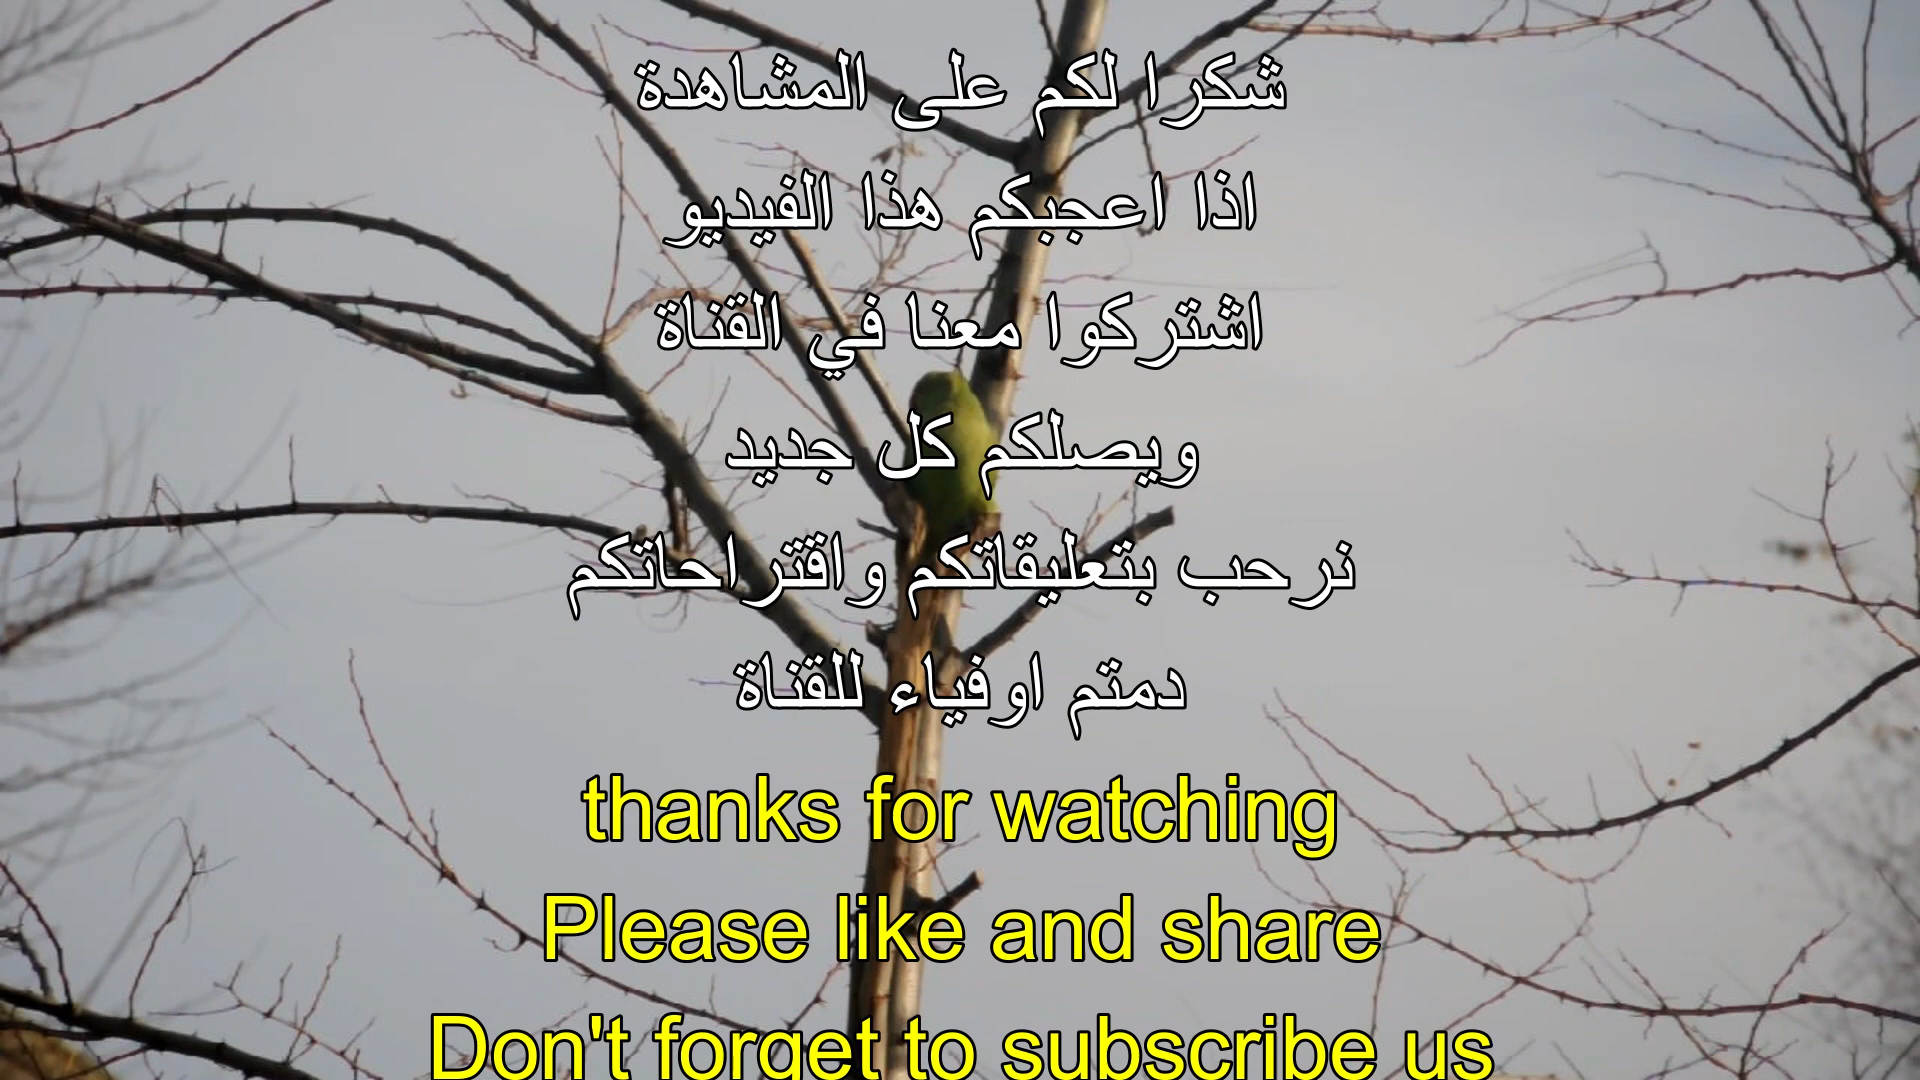 شكرا لكم على المشاهدة
اذا اعجبكم هذا الفيديو
اشتركوا معنا في القناة
ويصلكم كل جديد
نرحب بتعليقاتكم واقتراحاتكم
دمتم اوفياء للقناة
thanks for watching
Please like and share
Don't forget to subscribe us